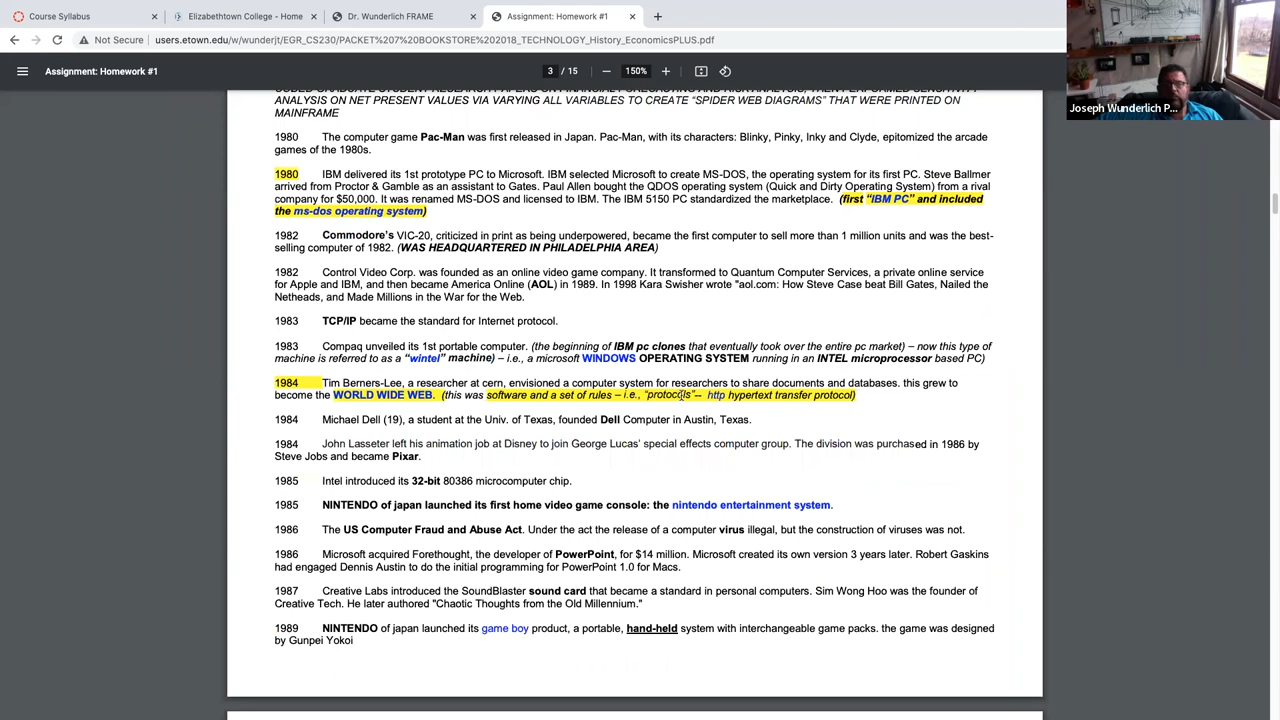 Course Syllabus
Elizabethtown College - Home
Dr. Wunderlich FRAME
Assignment: Homework #1
Not Secure
users.etown.edu/w/wunderjt/EGR_CS230/PACKET%207%20BOOKSTORE%202018_TECHNOLOGY_History_EconomicsPLUS.pdf
Assignment: Homework #1
3 / 15
150%
Joseph Wunderlich P...
ANALYSIS ON NET PRESENT VALUES VIA VARYING ALL VARIABLES TO CREATE "SPIDER WEB DIAGRAMS" THAT WERE PRINTED ON
MAINFRAME
1980 The computer game Pac-Man was first released in Japan. Pac-Man, with its characters: Blinky, Pinky, Inky and Clyde, epitomized the arcade
games of the 1980s.
1980 IBM delivered its 1st prototype PC to Microsoft. IBM selected Microsoft to create MS-DOS, the operating system for its first PC. Steve Ballmer
arrived from Proctor & Gamble as an assistant to Gates. Paul Allen bought the QDOS operating system (Quick and Dirty Operating System) from a rival
company for $50,000. It was renamed MS-DOS and licensed to IBM. The IBM 5150 PC standardized the marketplace. (first "IBM PC" and included
the ms-dos operating system)
1982 Commodore's VIC-20, criticized in print as being underpowered, became the first computer to sell more than 1 million units and was the best-
selling computer of 1982. (WAS HEADQUARTERED IN PHILADELPHIA AREA)
1982 Control Video Corp. was founded as an online video game company. It transformed to Quantum Computer Services, a private online service
for Apple and IBM, and then became America Online (AOL) in 1989. In 1998 Kara Swisher wrote "aol.com: How Steve Case beat Bill Gates, Nailed the
Netheads, and Made Millions in the War for the Web.
1983 TCP/IP became the standard for Internet protocol.
1983 Compaq unveiled its 1st portable computer. (the beginning of IBM pc clones that eventually took over the entire pc market) – now this type of
machine is referred to as a "wintel" machine) – i.e., a microsoft WINDOWS OPERATING SYSTEM running in an INTEL microprocessor based PC)
1984 Tim Berners-Lee, a researcher at cern, envisioned a computer system for researchers to share documents and databases. this grew to
become the WORLD WIDE WEB. (this was software and a set of rules – i.e., "protocols"-- http hypertext transfer protocol)
1984 Michael Dell (19), a student at the Univ. of Texas, founded Dell Computer in Austin, Texas.
1984 John Lasseter left his animation job at Disney to join George Lucas' special effects computer group. The division was purchased in 1986 by
Steve Jobs and became Pixar.
1985 Intel introduced its 32-bit 80386 microcomputer chip.
1985 NINTENDO of japan launched its first home video game console: the nintendo entertainment system.
1986 The US Computer Fraud and Abuse Act. Under the act the release of a computer virus illegal, but the construction of viruses was not.
1986 Microsoft acquired Forethought, the developer of PowerPoint, for $14 million. Microsoft created its own version 3 years later. Robert Gaskins
had engaged Dennis Austin to do the initial programming for PowerPoint 1.0 for Macs.
1987 Creative Labs introduced the SoundBlaster sound card that became a standard in personal computers. Sim Wong Hoo was the founder of
Creative Tech. He later authored "Chaotic Thoughts from the Old Millennium."
1989 NINTENDO of japan launched its game boy product, a portable, hand-held system with interchangeable game packs. the game was designed
by Gunpei Yokoi